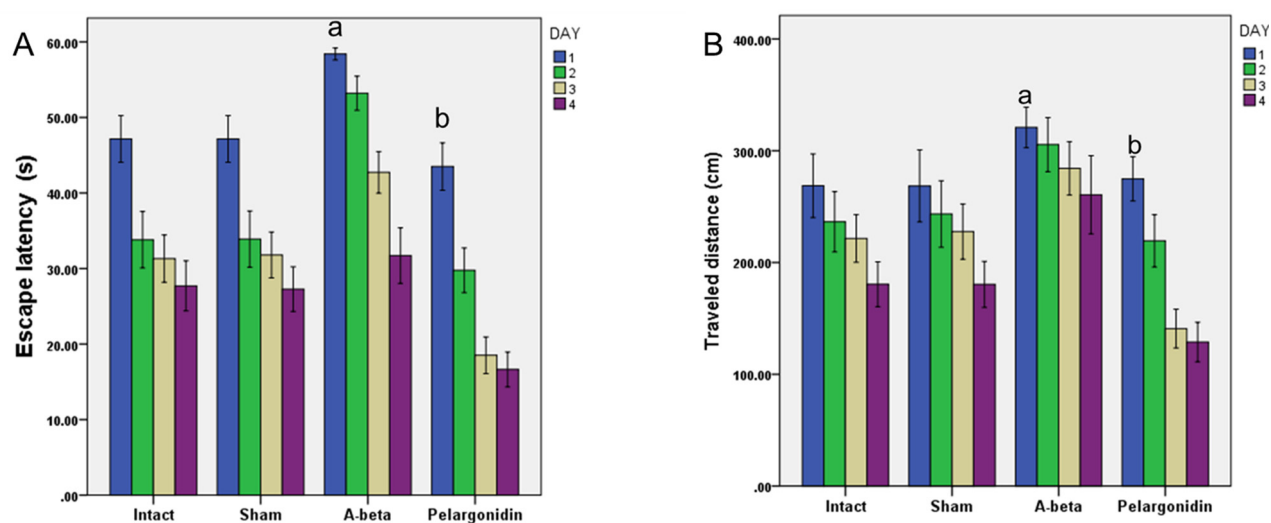 A
Escape latency (s)
60.00
50.00
40.00
30.00
20.00
10.00
.00
a
b
Intact
Sham
A-beta
Pelargonidin
DAY
1
2
3
4
B
Traveled distance (cm)
400.00
300.00
200.00
100.00
.00
a
b
Intact
Sham
A-beta
Pelargonidin
DAY
1
2
3
4